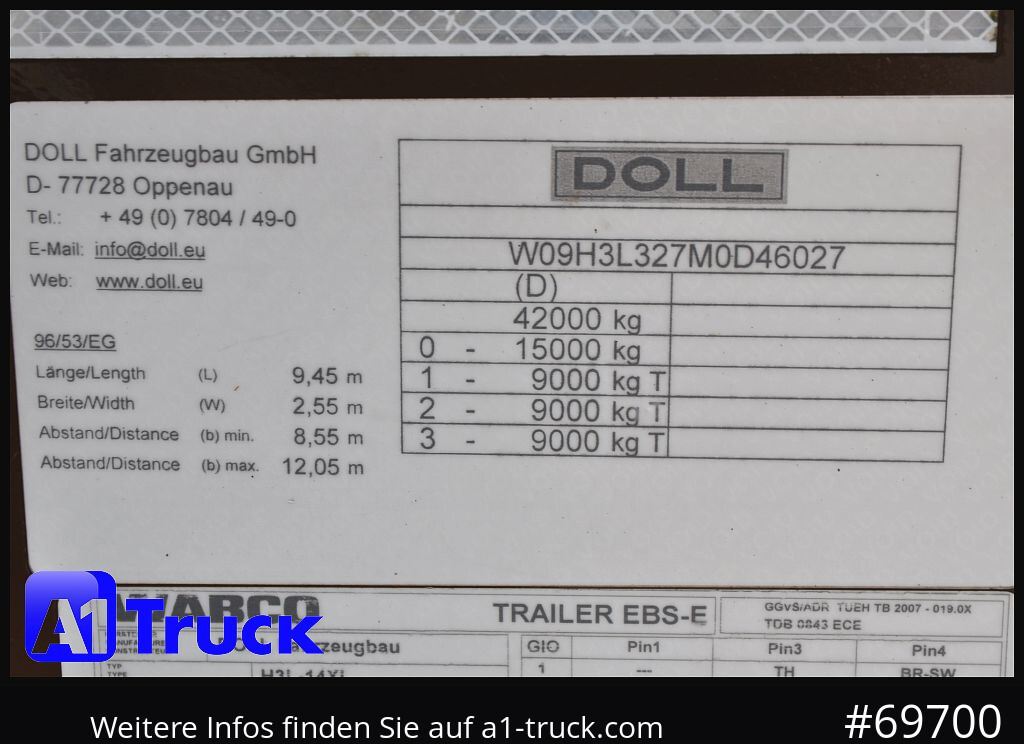 DOLL Fahrzeugbau GmbH
D- 77728 Oppenau
Tel.: + 49 (0) 7804 / 49-0
E-Mail: info@doll.eu
Web: www.doll.eu
96/53/EG
Länge/Length (L) 9,45 m
Breite/Width (W) 2,55 m
Abstand/Distance (b) min. 8,55 m
Abstand/Distance (b) max. 12,05 m
DOLL
W09H3L327M0D46027
(D)
42000 kg
0 - 15000 kg
1 - 9000 kg T
2 - 9000 kg T
3 - 9000 kg T
WABCO
TRAILER EBS-E
GGVS/ADR TUEH TB 2007 - 019.0X
TDB 0843 ECE
GIO Pin1 Pin3 Pin4
TYP
TYPE
1 --- TH BR-SW
A1 Truck
Weitere Infos finden Sie auf a1-truck.com
#69700